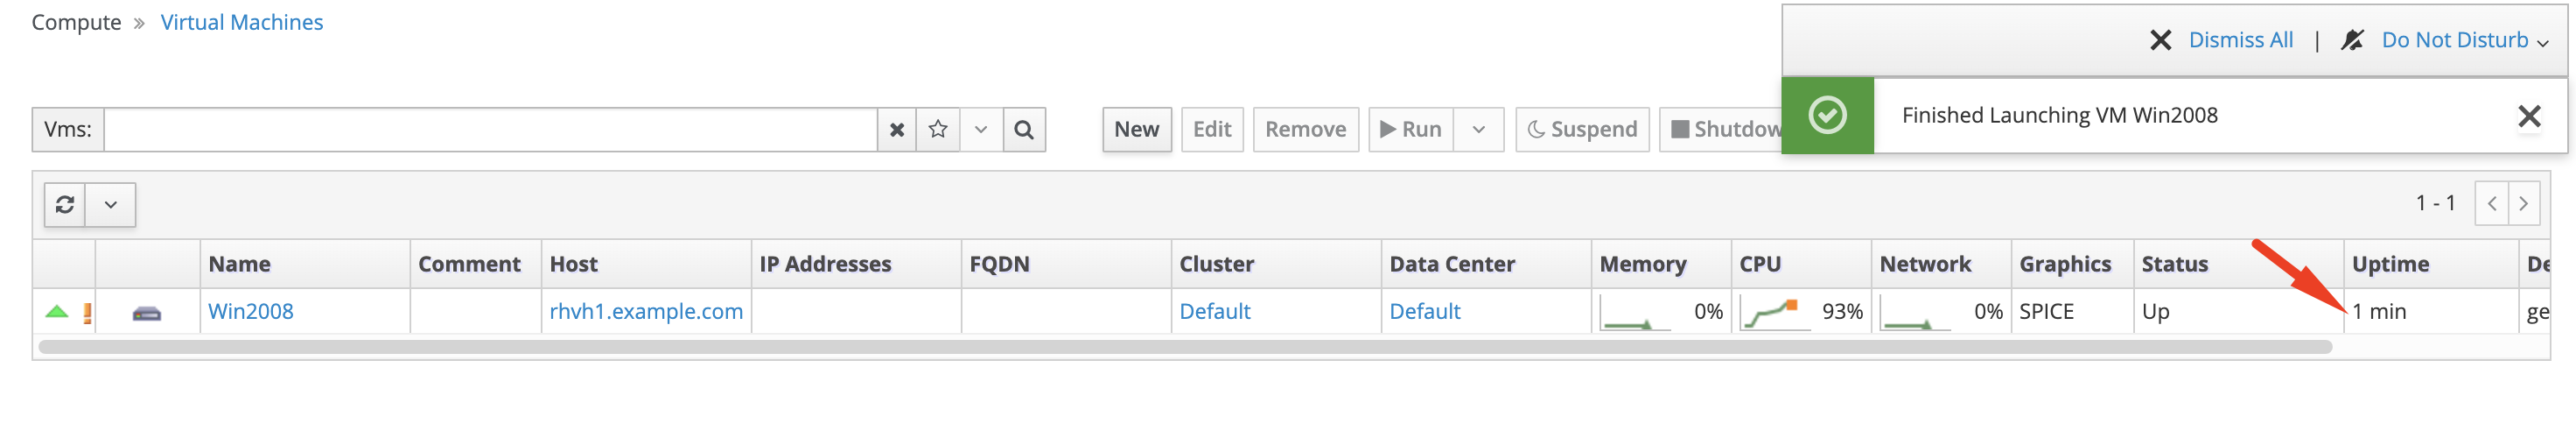 Compute » Virtual Machines
Dismiss All | Do Not Disturb
Finished Launching VM Win2008
Vms: New Edit Remove Run Suspend Shutdow
1 - 1
Name Comment Host IP Addresses FQDN Cluster Data Center Memory CPU Network Graphics Status Uptime De
Win2008 rhvh1.example.com Default Default 0% 93% 0% SPICE Up 1 min ge